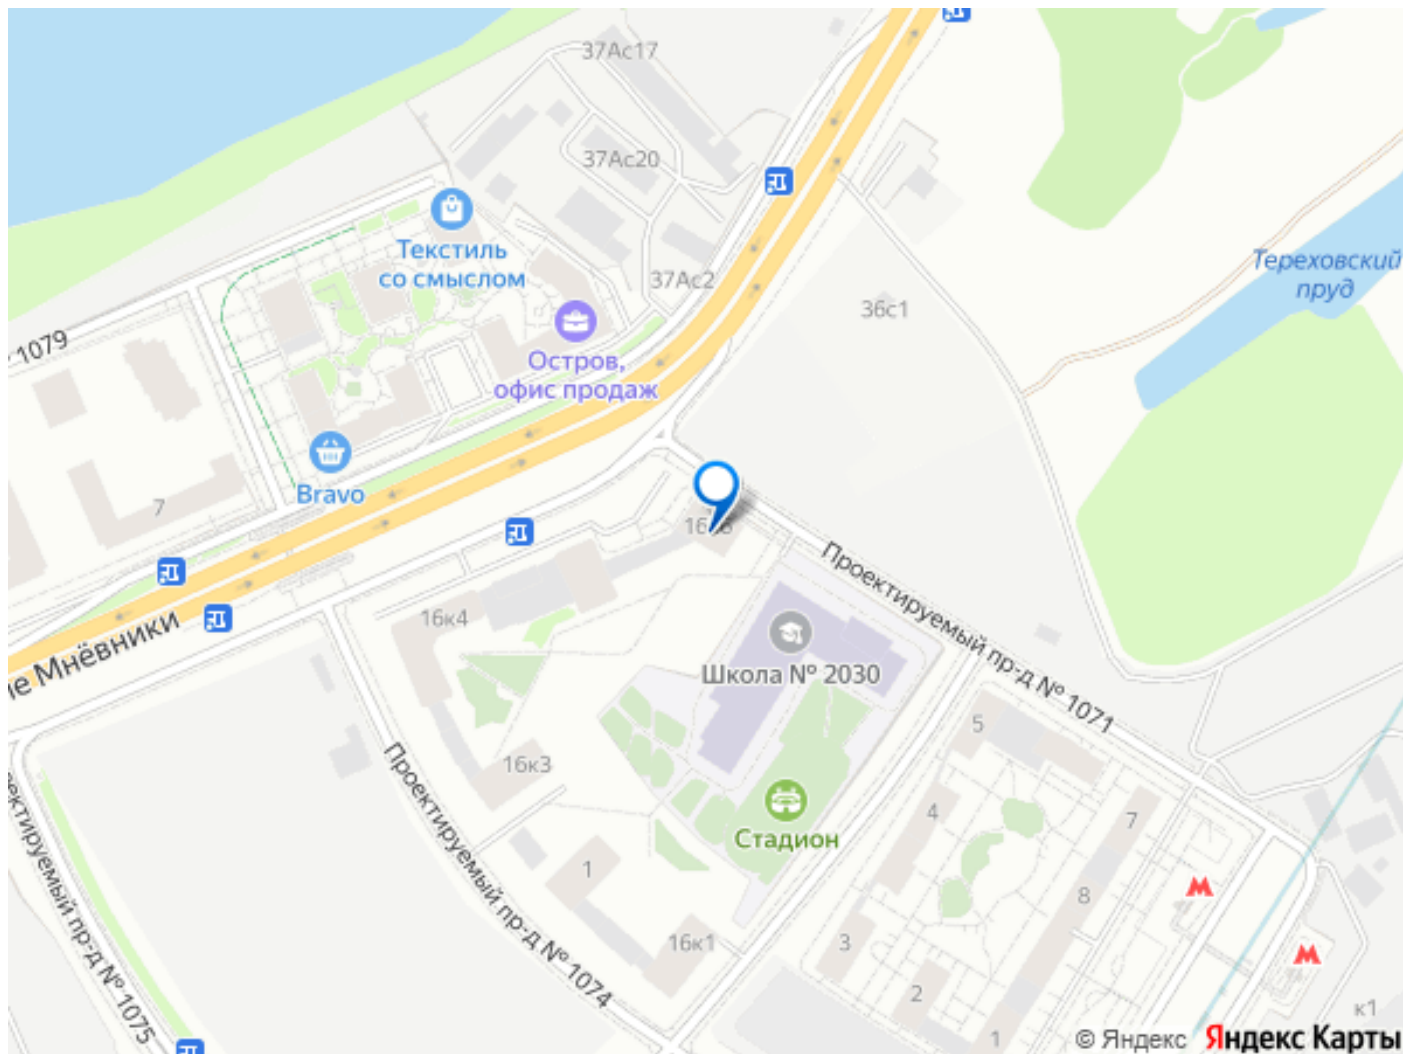 37Ас17
37Ас20
Текстиль
со смыслом
37Ас2
Тереховский
пруд
36с1
1079
Остров,
офис продаж
Bravo
7
Мнёвники
16к4
Проектируемый пр-д № 1071
Школа № 2030
5
16к3
Проектируемый пр-д № 1074
Стадион
4
7
1
8
16к1
3
2
1
пр-д № 1075
к1
© Яндекс Яндекс Карты